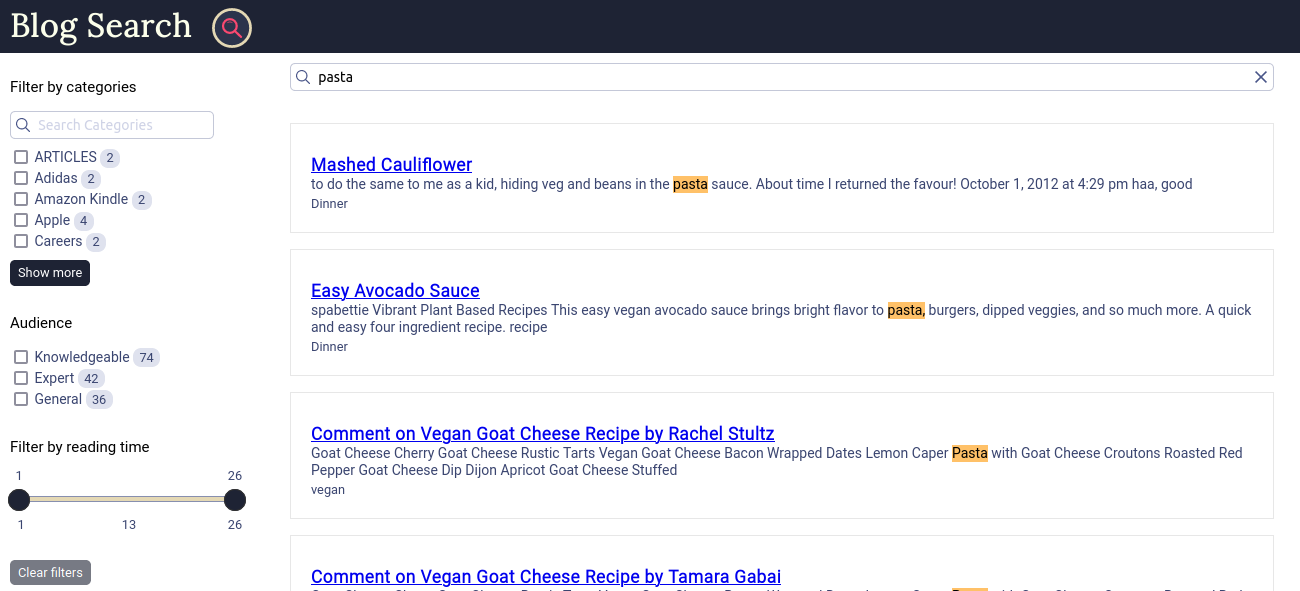 Blog Search
Filter by categories
Search Categories
ARTICLES 2
Adidas 2
Amazon Kindle 2
Apple 4
Careers 2
Show more
Audience
Knowledgeable 74
Expert 42
General 36
Filter by reading time
1 26
1 13 26
Clear filters
pasta
Mashed Cauliflower
to do the same to me as a kid, hiding veg and beans in the pasta sauce. About time I returned the favour! October 1, 2012 at 4:29 pm haa, good
Dinner
Easy Avocado Sauce
spabettie Vibrant Plant Based Recipes This easy vegan avocado sauce brings bright flavor to pasta, burgers, dipped veggies, and so much more. A quick
and easy four ingredient recipe. recipe
Dinner
Comment on Vegan Goat Cheese Recipe by Rachel Stultz
Goat Cheese Cherry Goat Cheese Rustic Tarts Vegan Goat Cheese Bacon Wrapped Dates Lemon Caper Pasta with Goat Cheese Croutons Roasted Red
Pepper Goat Cheese Dip Dijon Apricot Goat Cheese Stuffed
vegan
Comment on Vegan Goat Cheese Recipe by Tamara Gabai